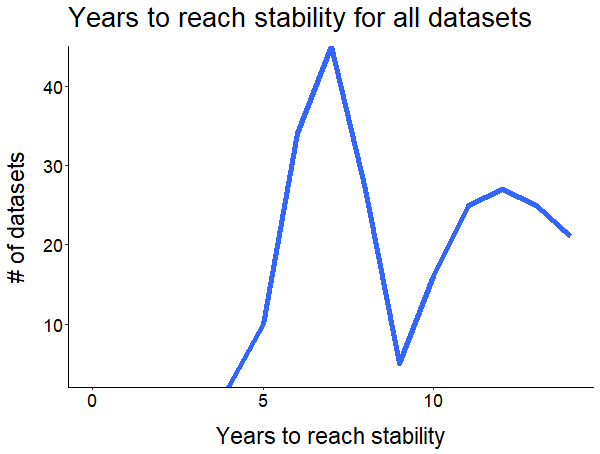 Years to reach stability for all datasets
# of datasets
40
30
20
10
0
5
10
Years to reach stability